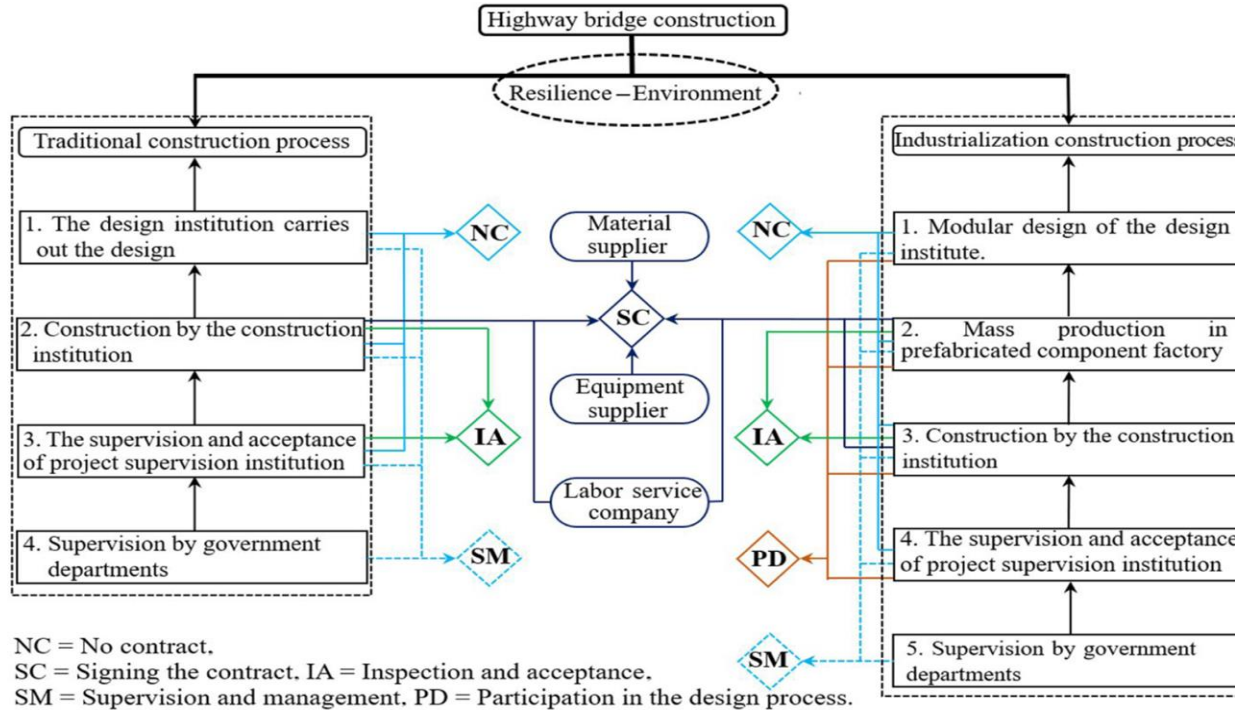 Highway bridge construction
Resilience–Environment
Traditional construction process
1. The design institution carries
out the design
2. Construction by the construction
institution
3. The supervision and acceptance
of project supervision institution
4. Supervision by government
departments
NC
IA
SM
Material
supplier
SC
Equipment
supplier
Labor service
company
NC
IA
PD
SM
Industrialization construction process
1. Modular design of the design
institute.
2. Mass production in
prefabricated component factory
3. Construction by the construction
institution
4. The supervision and acceptance
of project supervision institution
5. Supervision by government
departments
NC = No contract,
SC = Signing the contract, IA = Inspection and acceptance,
SM = Supervision and management, PD = Participation in the design process.